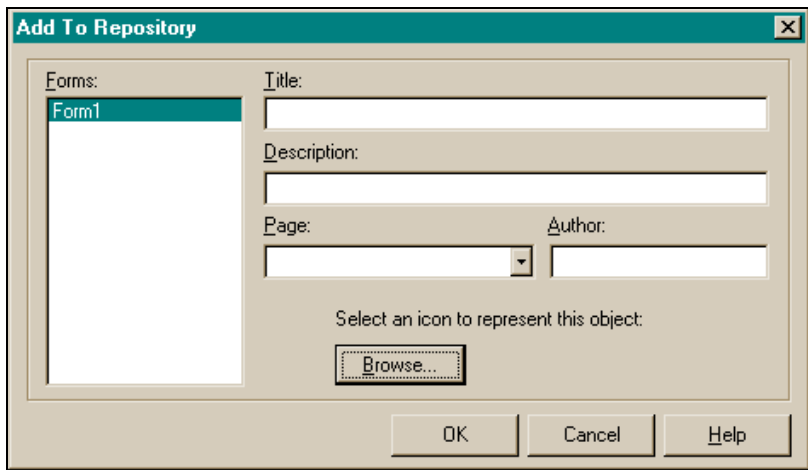 Add To Repository
Forms:
Form1
Title:
Description:
Page:
Author:
Select an icon to represent this object:
Browse...
OK
Cancel
Help